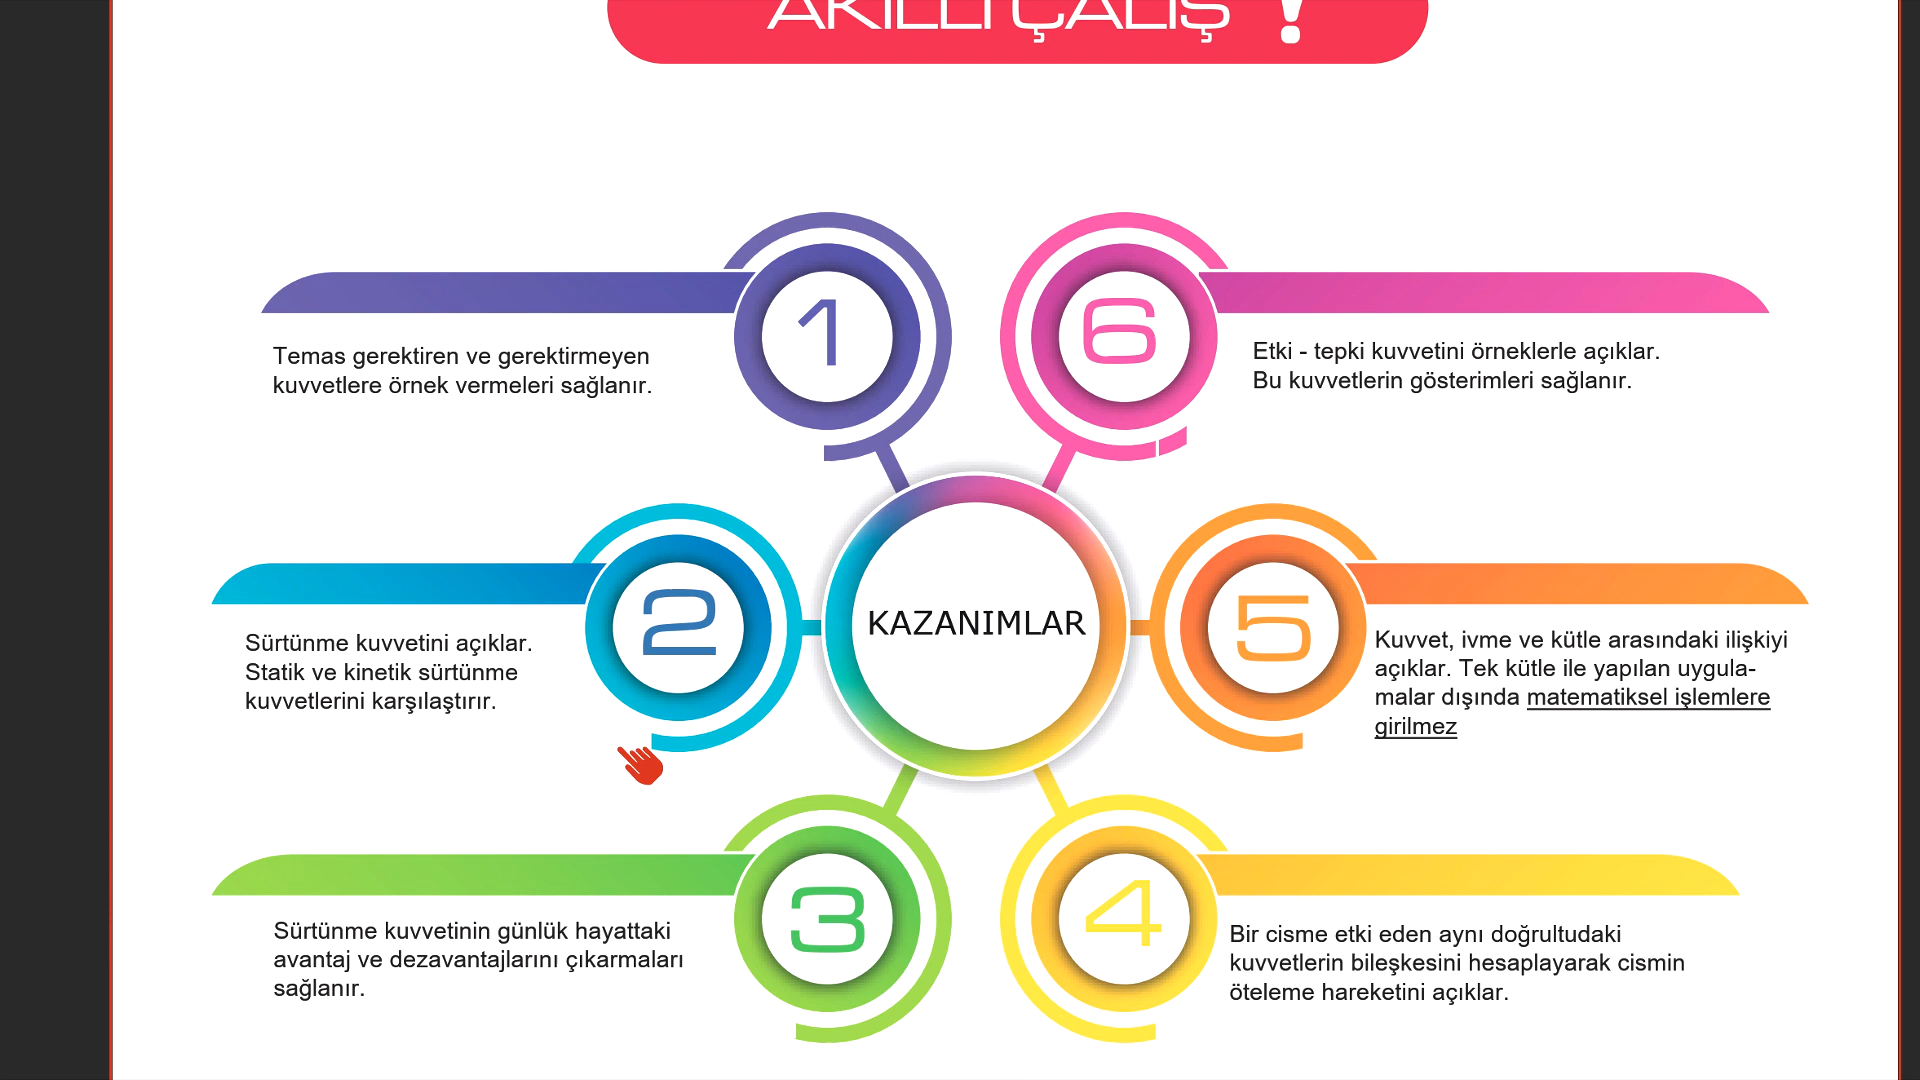 AKILLI ÇALIŞ !
1
Temas gerektiren ve gerektirmeyen
kuvvetlere örnek vermeleri sağlanır.
2
Sürtünme kuvvetini açıklar.
Statik ve kinetik sürtünme
kuvvetlerini karşılaştırır.
3
Sürtünme kuvvetinin günlük hayattaki
avantaj ve dezavantajlarını çıkarmaları
sağlanır.
KAZANIMLAR
6
Etki - tepki kuvvetini örneklerle açıklar.
Bu kuvvetlerin gösterimleri sağlanır.
5
Kuvvet, ivme ve kütle arasındaki ilişkiyi
açıklar. Tek kütle ile yapılan uygula-
malar dışında matematiksel işlemlere
girilmez
4
Bir cisme etki eden aynı doğrultudaki
kuvvetlerin bileşkesini hesaplayarak cismin
öteleme hareketini açıklar.